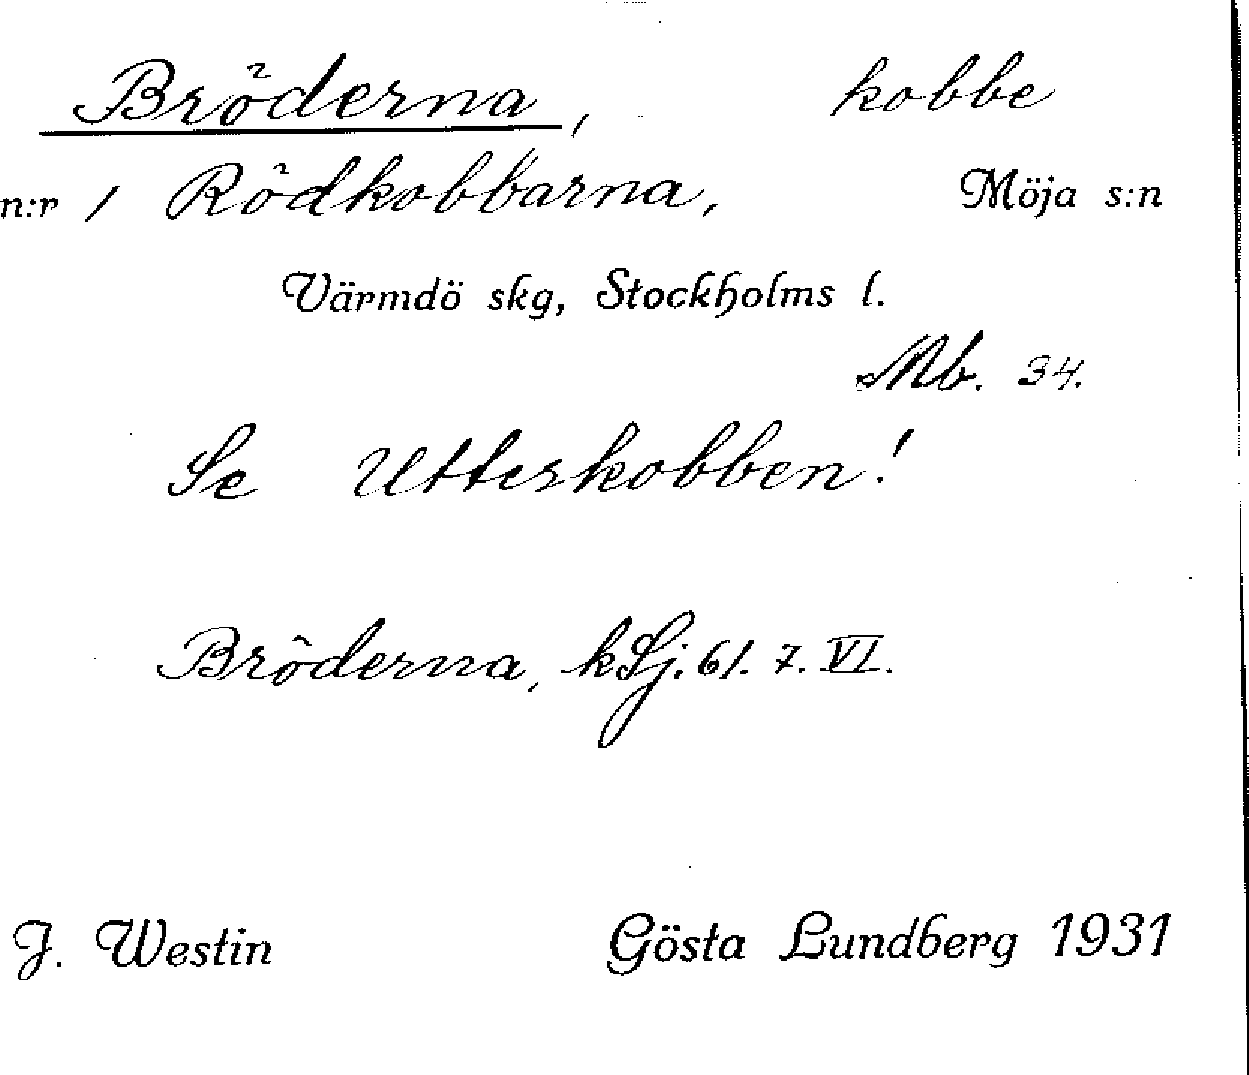 Bröderna, kobbe
n:r 1 Rödkobbarna, Möja s:n
Värmdö skg, Stockholms l.
Mb. 34.
Se Utterkobben!
Bröderna, k Sj. 61. 7. VI.
J. Westin Gösta Lundberg 1931